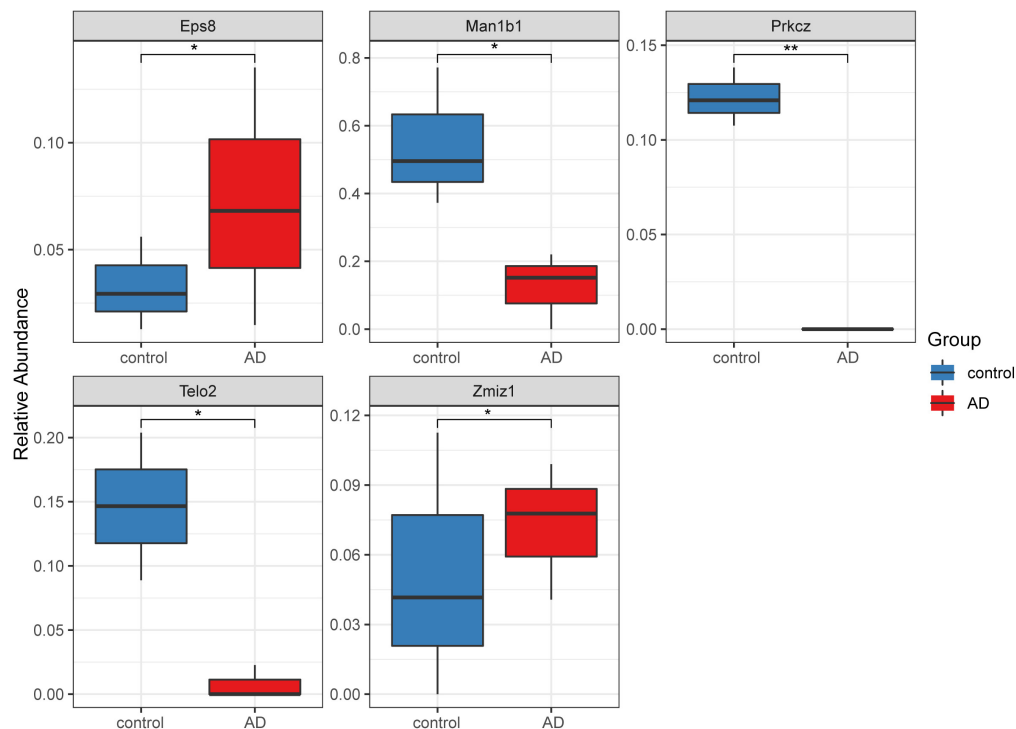 Relative Abundance
Eps8
*
0.10
0.05
control AD
Man1b1
*
0.8
0.6
0.4
0.2
0.0
control AD
Prkcz
**
0.15
0.10
0.05
0.00
control AD
Telo2
*
0.20
0.15
0.10
0.05
0.00
control AD
Zmiz1
*
0.12
0.09
0.06
0.03
0.00
control AD
Group
control
AD